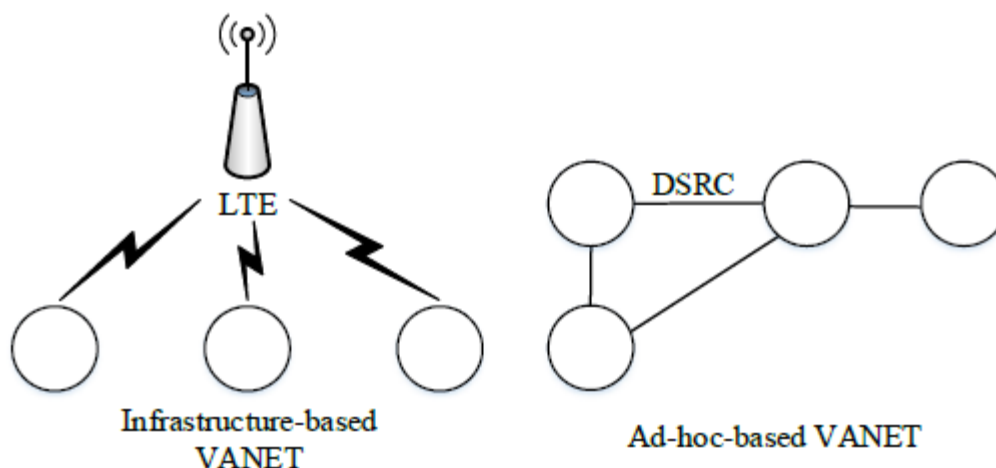 LTE
Infrastructure-based
VANET
DSRC
Ad-hoc-based VANET